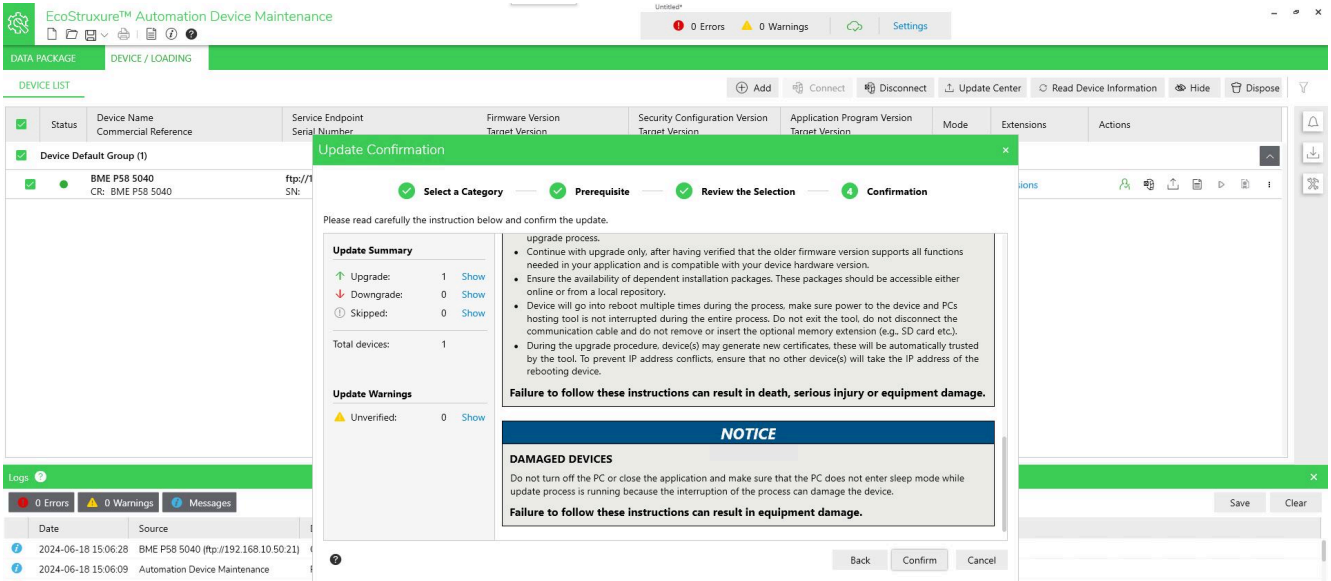 Untitled*
EcoStruxure™ Automation Device Maintenance
0 Errors 0 Warnings Settings
DATA PACKAGE DEVICE / LOADING
DEVICE LIST
Add Connect Disconnect Update Center Read Device Information Hide Dispose
Status Device Name Service Endpoint Firmware Version Security Configuration Version Application Program Version Mode Extensions Actions
Commercial Reference Serial Number Target Version Target Version Target Version
Device Default Group (1)
BME P58 5040 ftp://1
CR: BME P58 5040 SN:
Update Confirmation
Select a Category Prerequisite Review the Selection 4 Confirmation
Please read carefully the instruction below and confirm the update.
Update Summary
Upgrade: 1 Show
Downgrade: 0 Show
Skipped: 0 Show
Total devices: 1
Update Warnings
Unverified: 0 Show
upgrade process.
• Continue with upgrade only, after having verified that the older firmware version supports all functions
needed in your application and is compatible with your device hardware version.
• Ensure the availability of dependent installation packages. These packages should be accessible either
online or from a local repository.
• Device will go into reboot multiple times during the process, make sure power to the device and PCs
hosting tool is not interrupted during the entire process. Do not exit the tool, do not disconnect the
communication cable and do not remove or insert the optional memory extension (e.g., SD card etc.).
• During the upgrade procedure, device(s) may generate new certificates, these will be automatically trusted
by the tool. To prevent IP address conflicts, ensure that no other device(s) will take the IP address of the
rebooting device.
Failure to follow these instructions can result in death, serious injury or equipment damage.
NOTICE
DAMAGED DEVICES
Do not turn off the PC or close the application and make sure that the PC does not enter sleep mode while
update process is running because the interruption of the process can damage the device.
Failure to follow these instructions can result in equipment damage.
Back Confirm Cancel
Logs
0 Errors 0 Warnings Messages
Save Clear
Date Source
2024-06-18 15:06:28 BME P58 5040 (ftp://192.168.10.50:21)
2024-06-18 15:06:09 Automation Device Maintenance